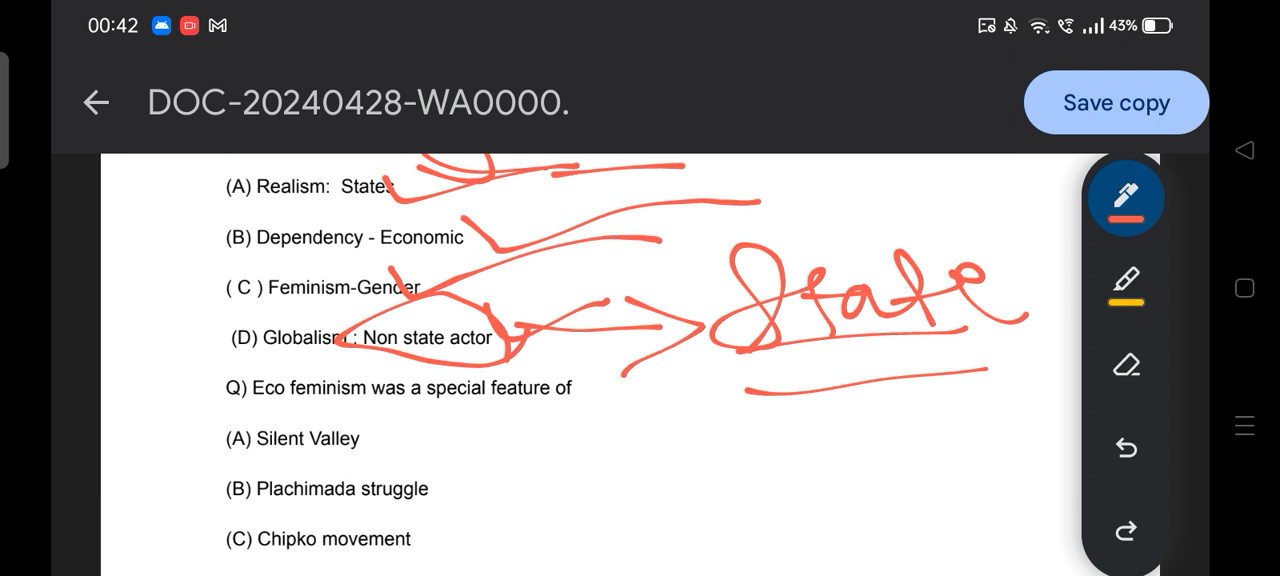 00:42 43%
DOC-20240428-WA0000.
Save copy
(A) Realism: States
(B) Dependency - Economic
( C ) Feminism-Gender
(D) Globalism : Non state actor
State
Q) Eco feminism was a special feature of
(A) Silent Valley
(B) Plachimada struggle
(C) Chipko movement